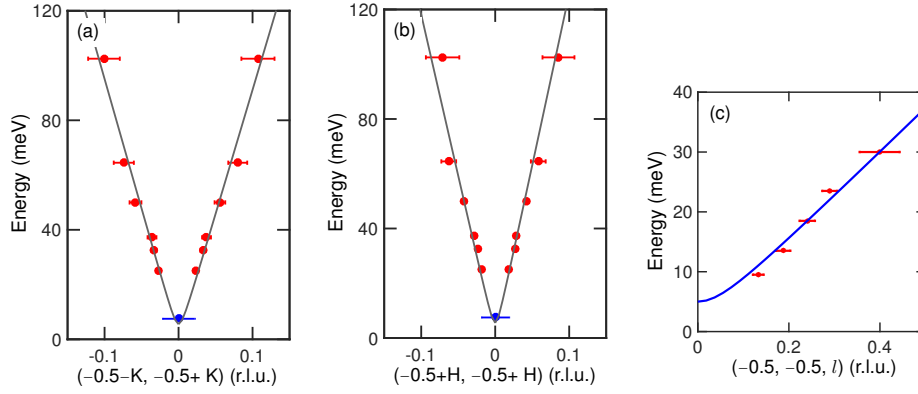 (a)
120
80
40
0
Energy (meV)
-0.1
0
0.1
(−0.5−K, −0.5+ K) (r.l.u.)
(b)
120
80
40
0
Energy (meV)
-0.1
0
0.1
(−0.5+H, −0.5+ H) (r.l.u.)
(c)
40
30
20
10
0
Energy (meV)
0
0.2
0.4
(−0.5, −0.5, l) (r.l.u.)